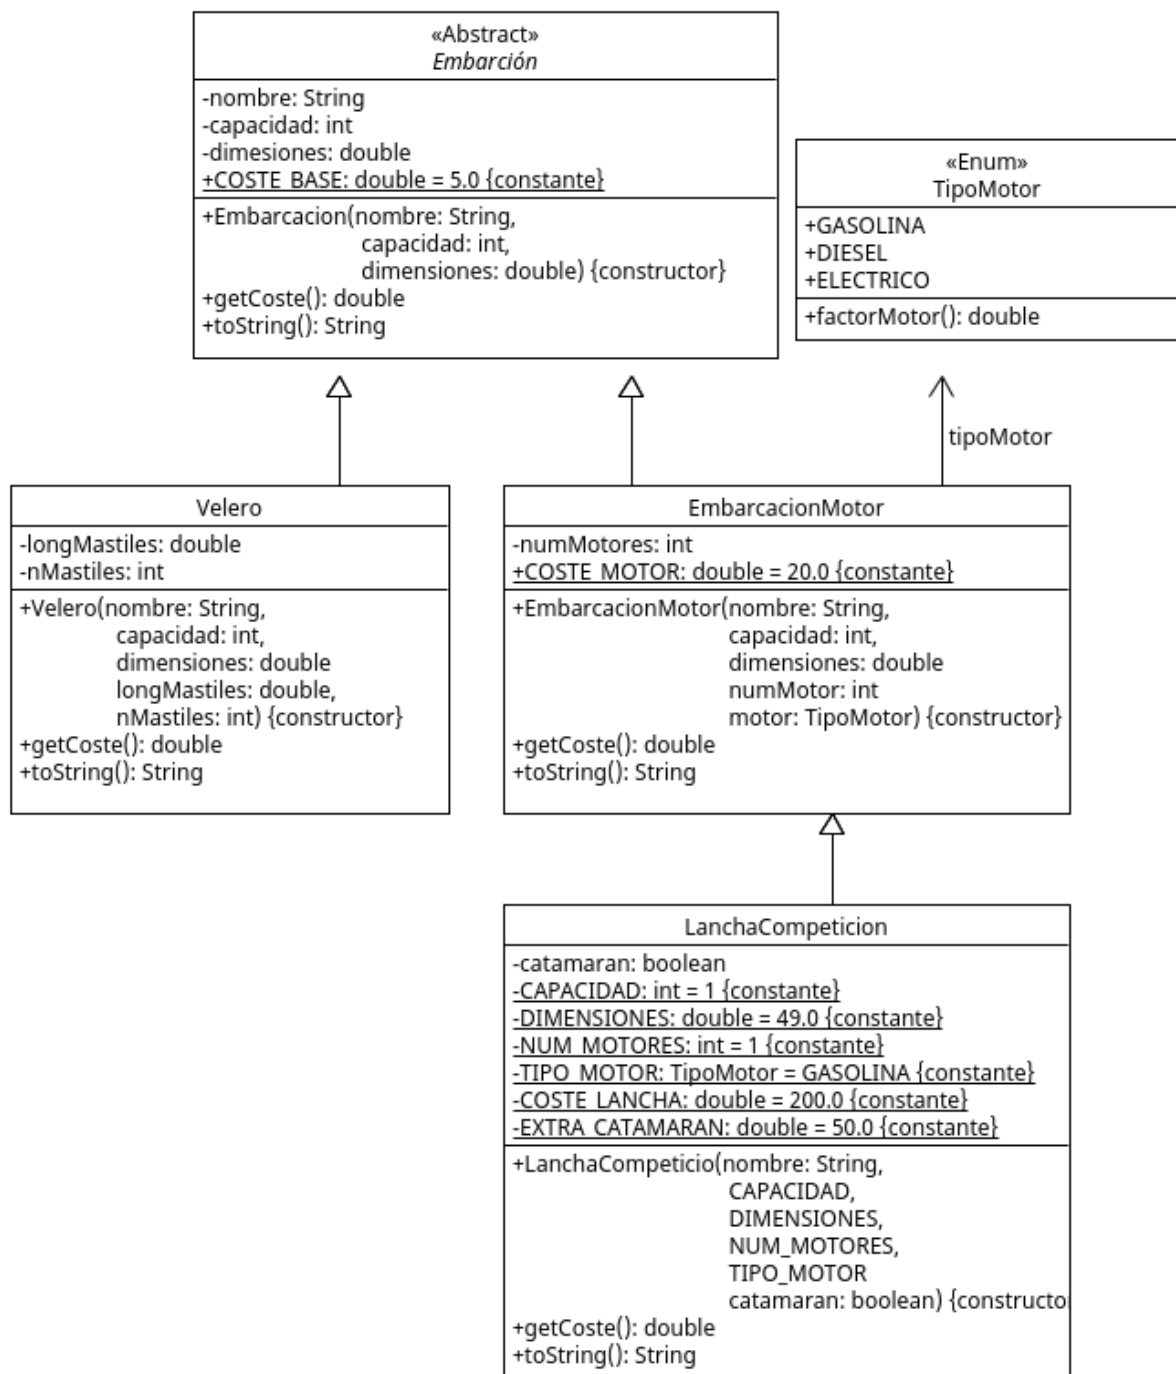 «Abstract»
Embarción
-nombre: String
-capacidad: int
-dimesiones: double
+COSTE_BASE: double = 5.0 {constante}
+Embarcacion(nombre: String,
capacidad: int,
dimensiones: double) {constructor}
+getCoste(): double
+toString(): String
«Enum»
TipoMotor
+GASOLINA
+DIESEL
+ELECTRICO
+factorMotor(): double
tipoMotor
Velero
-longMastiles: double
-nMastiles: int
+Velero(nombre: String,
capacidad: int,
dimensiones: double
longMastiles: double,
nMastiles: int) {constructor}
+getCoste(): double
+toString(): String
EmbarcacionMotor
-numMotores: int
+COSTE_MOTOR: double = 20.0 {constante}
+EmbarcacionMotor(nombre: String,
capacidad: int,
dimensiones: double
numMotor: int
motor: TipoMotor) {constructor}
+getCoste(): double
+toString(): String
LanchaCompeticion
-catamaran: boolean
-CAPACIDAD: int = 1 {constante}
-DIMENSIONES: double = 49.0 {constante}
-NUM_MOTORES: int = 1 {constante}
-TIPO_MOTOR: TipoMotor = GASOLINA {constante}
-COSTE_LANCHA: double = 200.0 {constante}
-EXTRA_CATAMARAN: double = 50.0 {constante}
+LanchaCompeticio(nombre: String,
CAPACIDAD,
DIMENSIONES,
NUM_MOTORES,
TIPO_MOTOR
catamaran: boolean) {constructo
+getCoste(): double
+toString(): String